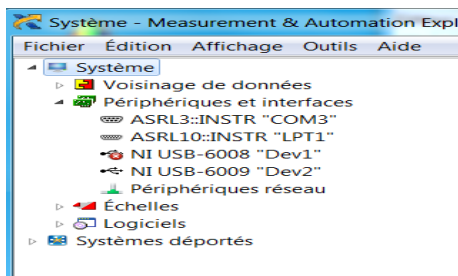 Système - Measurement & Automation Expl
Fichier Édition Affichage Outils Aide
Système
Voisinage de données
Périphériques et interfaces
ASRL3::INSTR "COM3"
ASRL10::INSTR "LPT1"
NI USB-6008 "Dev1"
NI USB-6009 "Dev2"
Périphériques réseau
Échelles
Logiciels
Systèmes déportés